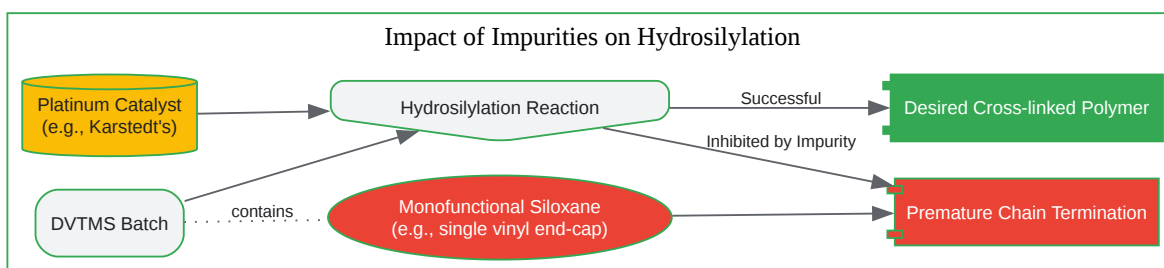 Impact of Impurities on Hydrosilylation
Platinum Catalyst
(e.g., Karstedt's)
Hydrosilylation Reaction
Successful
Desired Cross-linked Polymer
Inhibited by Impurity
DVTMS Batch
contains
Monofunctional Siloxane
(e.g., single vinyl end-cap)
Premature Chain Termination